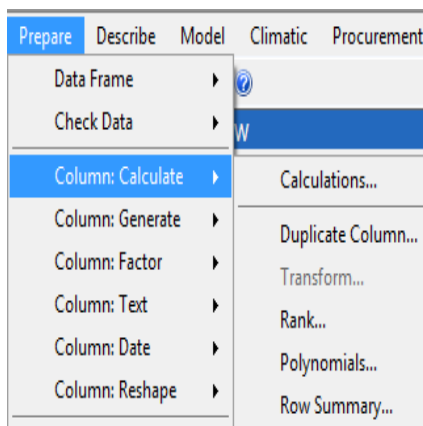 Prepare Describe Model Climatic Procurement
Data Frame
Check Data
W
Column: Calculate
Column: Generate
Column: Factor
Column: Text
Column: Date
Column: Reshape
Calculations...
Duplicate Column...
Transform...
Rank...
Polynomials...
Row Summary...